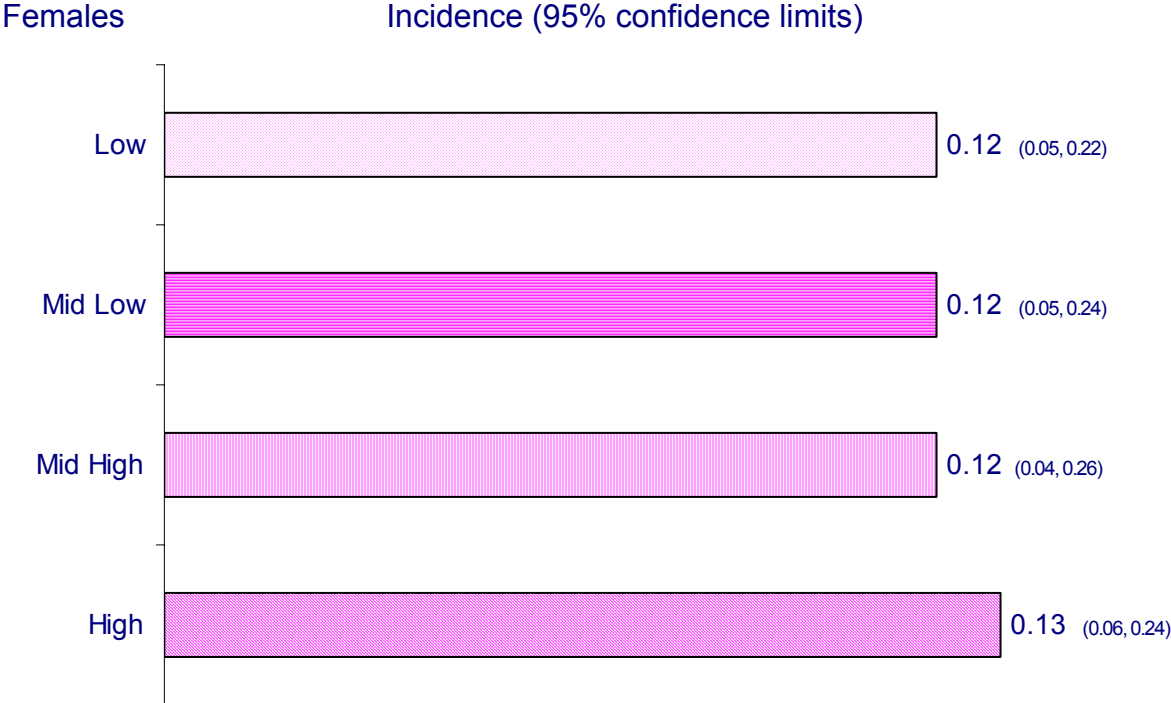 Females Incidence (95% confidence limits)
Low 0.12 (0.05, 0.22)
Mid Low 0.12 (0.05, 0.24)
Mid High 0.12 (0.04, 0.26)
High 0.13 (0.06, 0.24)